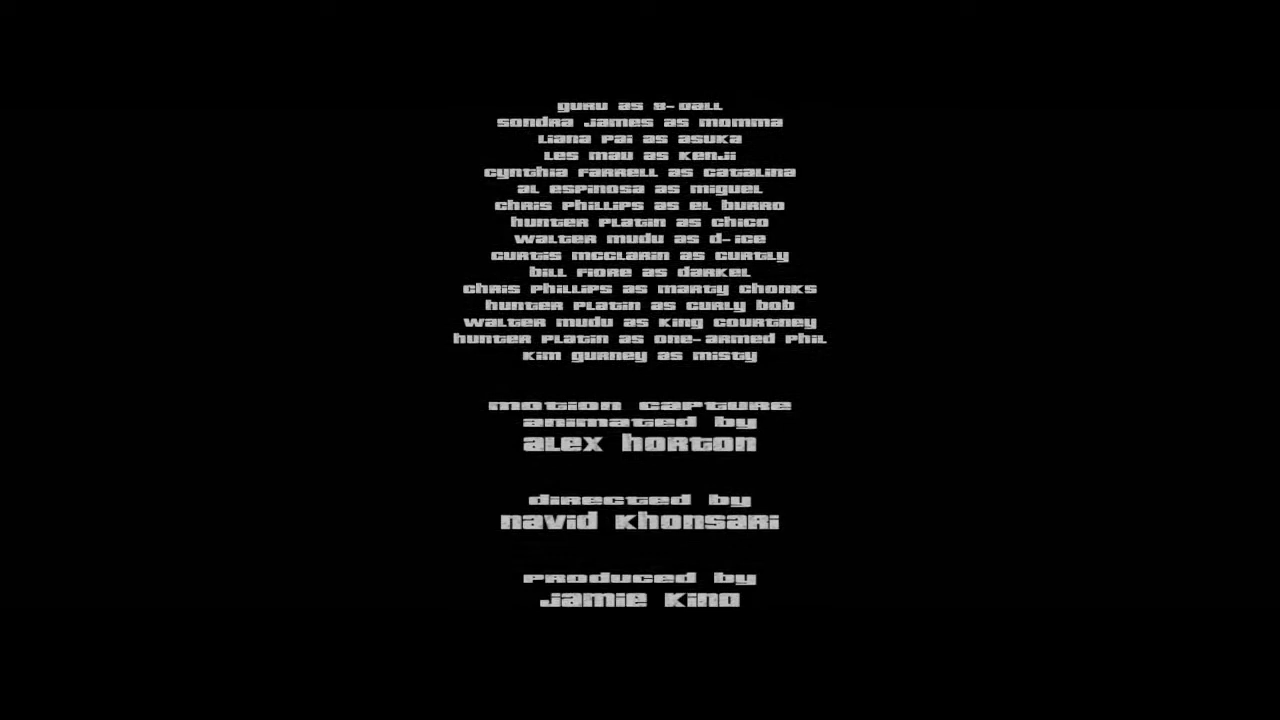 guru as 8-ball
sondra james as momma
liana pai as asuka
les mau as kenji
cynthia farrell as catalina
al espinosa as miguel
chris phillips as el burro
hunter platin as chico
walter mudu as d-ice
curtis mcclarin as curtly
bill fiore as darkel
chris phillips as marty chonks
hunter platin as curly bob
walter mudu as king courtney
hunter platin as one-armed phil
kim gurney as misty
motion capture
animated by
alex horton
directed by
navid khonsari
produced by
jamie king